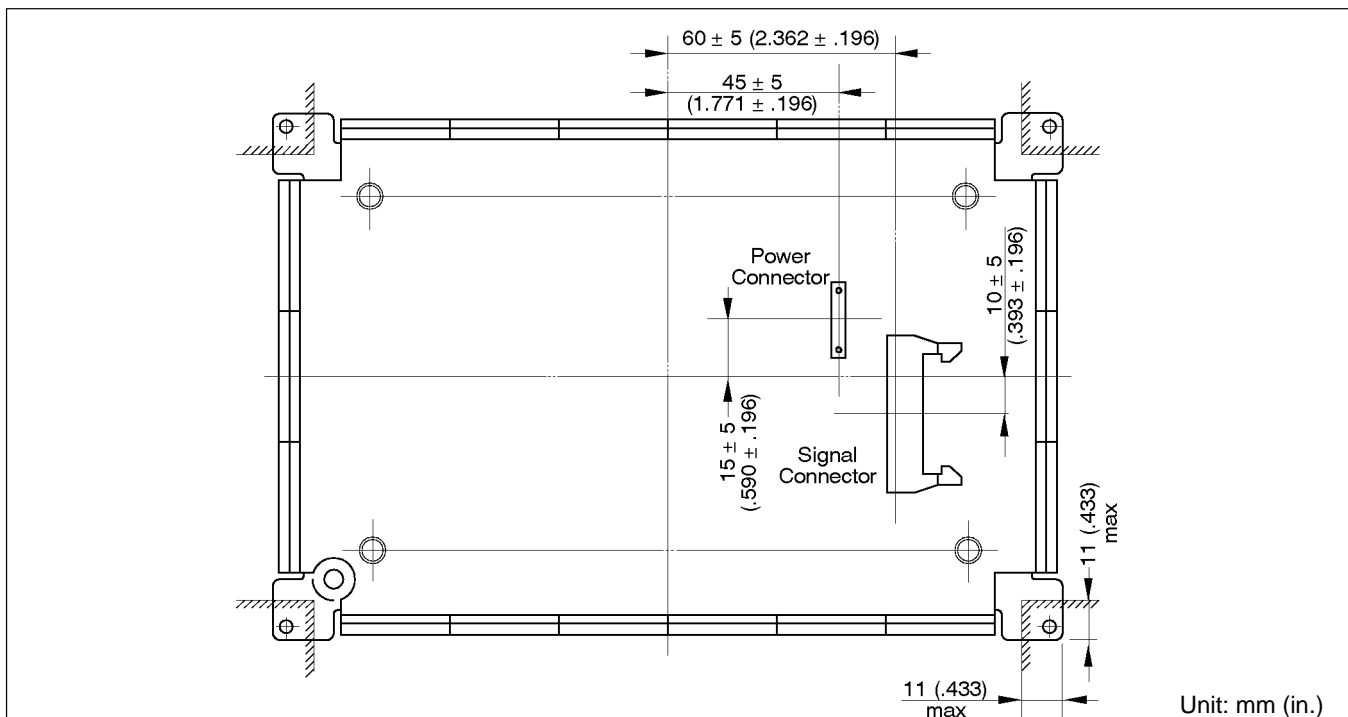 60 ± 5 (2.362 ± .196)
45 ± 5
(1.771 ± .196)
Power
Connector
10 ± 5
(.393 ± .196)
15 ± 5
(.590 ± .196)
Signal
Connector
11 (.433)
max
11 (.433)
max
Unit: mm (in.)